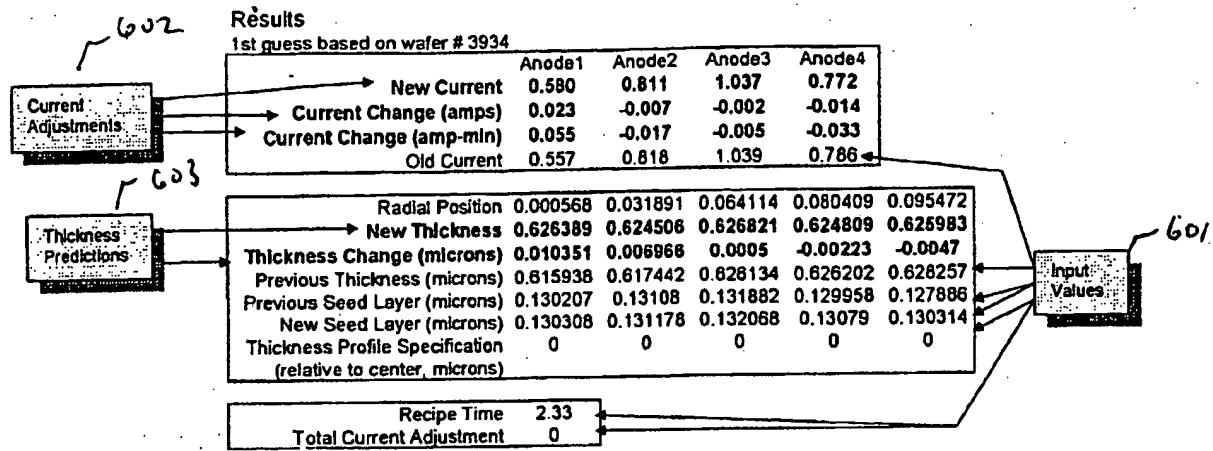 602
Results
1st guess based on wafer # 3934
Anode1 Anode2 Anode3 Anode4
New Current 0.580 0.811 1.037 0.772
Current Change (amps) 0.023 -0.007 -0.002 -0.014
Current Change (amp-min) 0.055 -0.017 -0.005 -0.033
Old Current 0.557 0.818 1.039 0.786
Current
Adjustments
603
Radial Position 0.000568 0.031891 0.064114 0.080409 0.095472
New Thickness 0.626389 0.624506 0.626821 0.624809 0.625983
Thickness Change (microns) 0.010351 0.006966 0.0005 -0.00223 -0.0047
Previous Thickness (microns) 0.615938 0.617442 0.626134 0.626202 0.628257
Previous Seed Layer (microns) 0.130207 0.13108 0.131882 0.129958 0.127886
New Seed Layer (microns) 0.130308 0.131178 0.132068 0.13079 0.130314
Thickness Profile Specification 0 0 0 0 0
(relative to center, microns)
Thickness
Predictions
601
Input
Values
Recipe Time 2.33
Total Current Adjustment 0